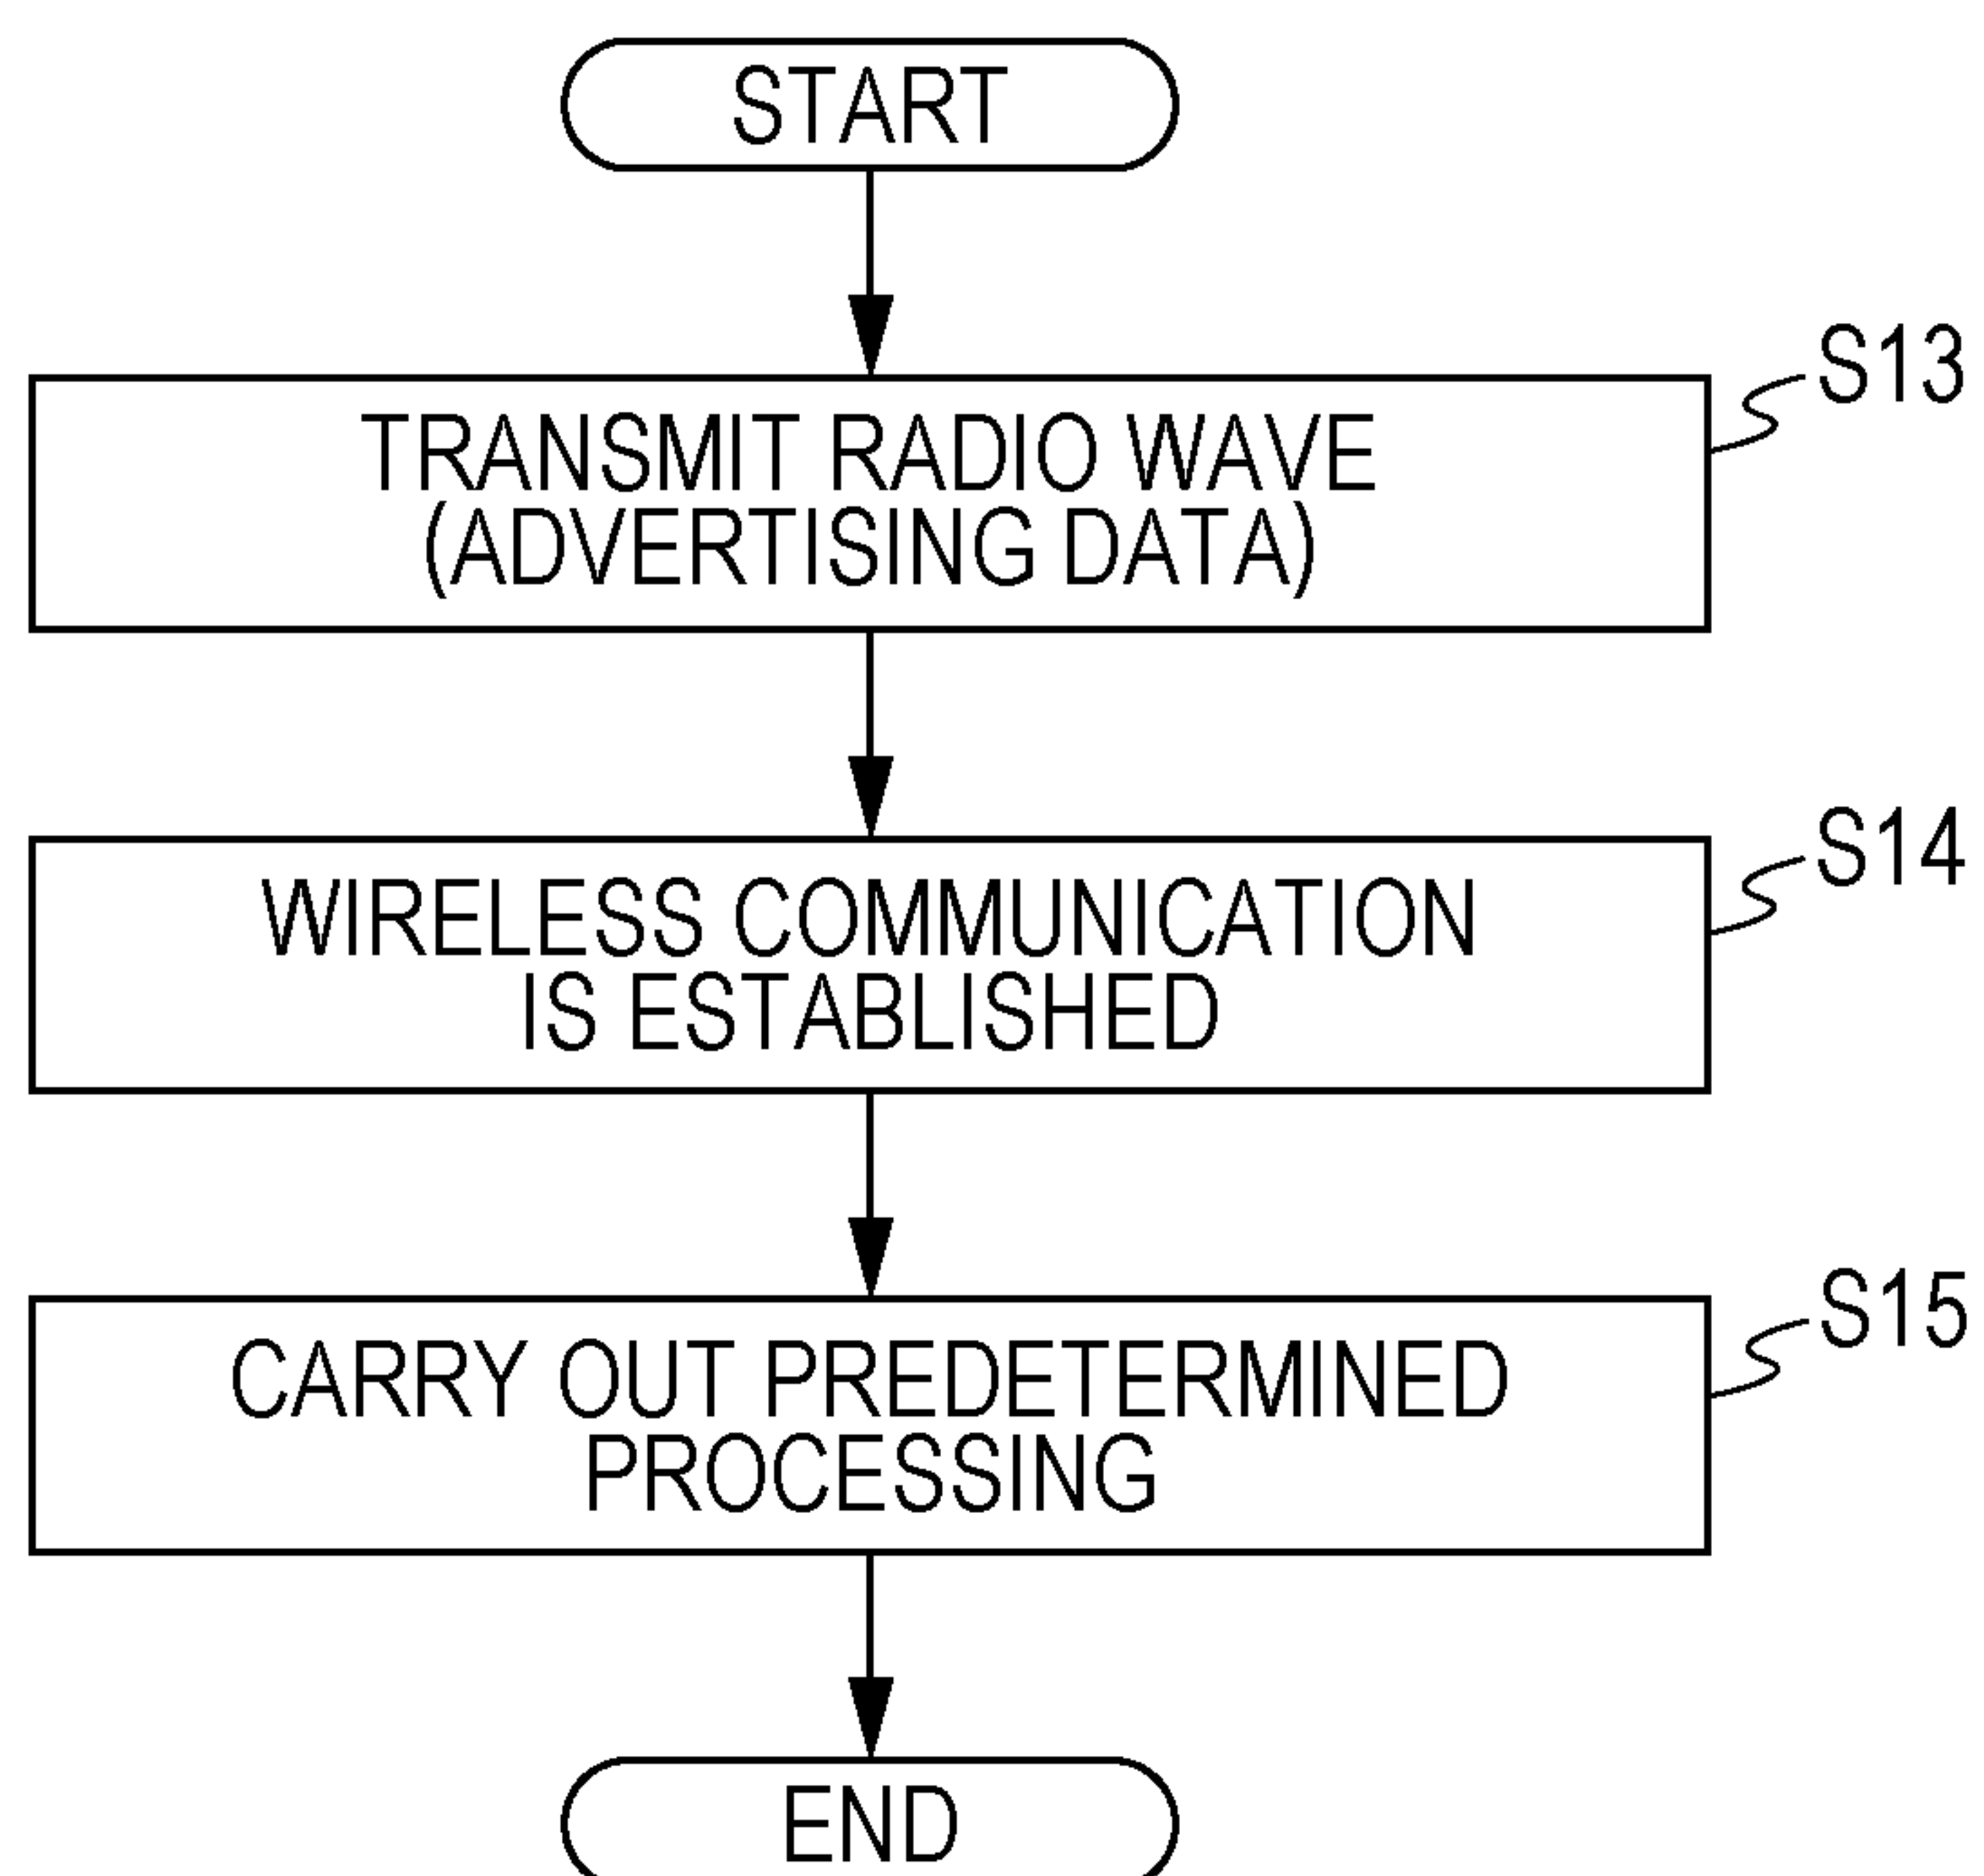 START
S13
TRANSMIT RADIO WAVE
(ADVERTISING DATA)
S14
WIRELESS COMMUNICATION
IS ESTABLISHED
S15
CARRY OUT PREDETERMINED
PROCESSING
END